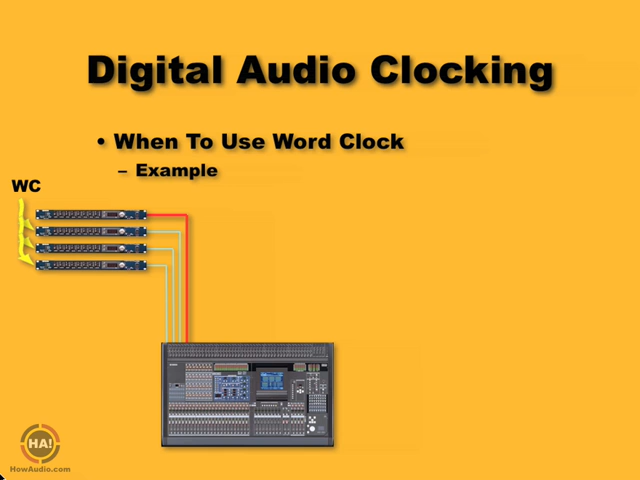 Digital Audio Clocking
• When To Use Word Clock
– Example
WC
HA!
HowAudio.com